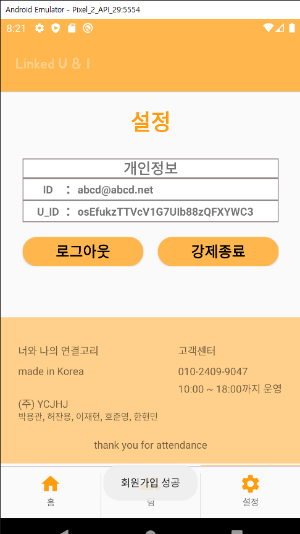 Android Emulator - Pixel_2_API_29:5554
8:21
Linked U & I
설정
개인정보
ID : abcd@abcd.net
U_ID : osEfukzTTVcV1G7UIb88zQFXYWC3
로그아웃 강제종료
너와 나의 연결고리 고객센터
made in Korea 010-2409-9047
10:00 ~ 18:00까지 운영
(주) YCJHJ
박용관, 허찬용, 이재현, 호준영, 한현민
thank you for attendance
회원가입 성공
홈 팀 설정